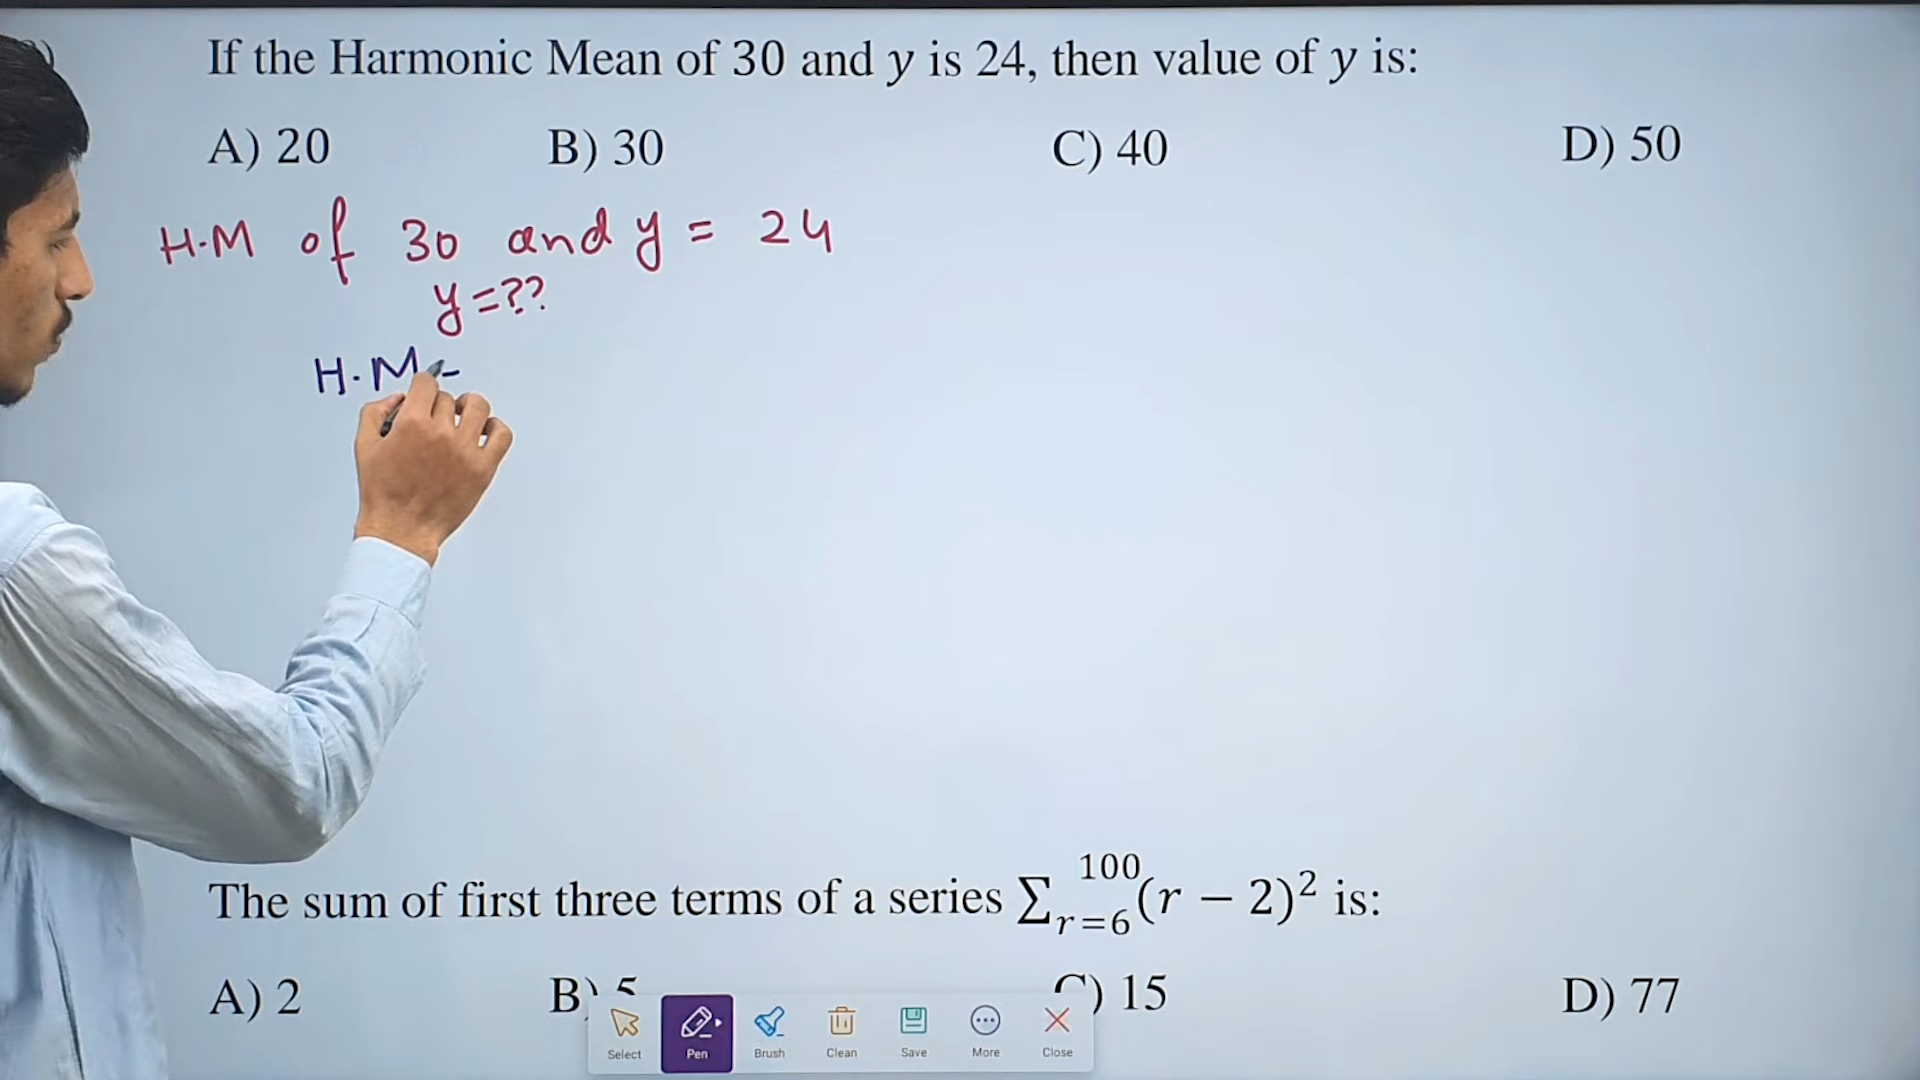 If the Harmonic Mean of 30 and y is 24, then value of y is:
A) 20 B) 30 C) 40 D) 50
H.M of 30 and y = 24
y = ??
H.M =
The sum of first three terms of a series ∑_{r=6}^{100}(r − 2)² is:
A) 2 B) 5 C) 15 D) 77
Select Pen Brush Clean Save More Close